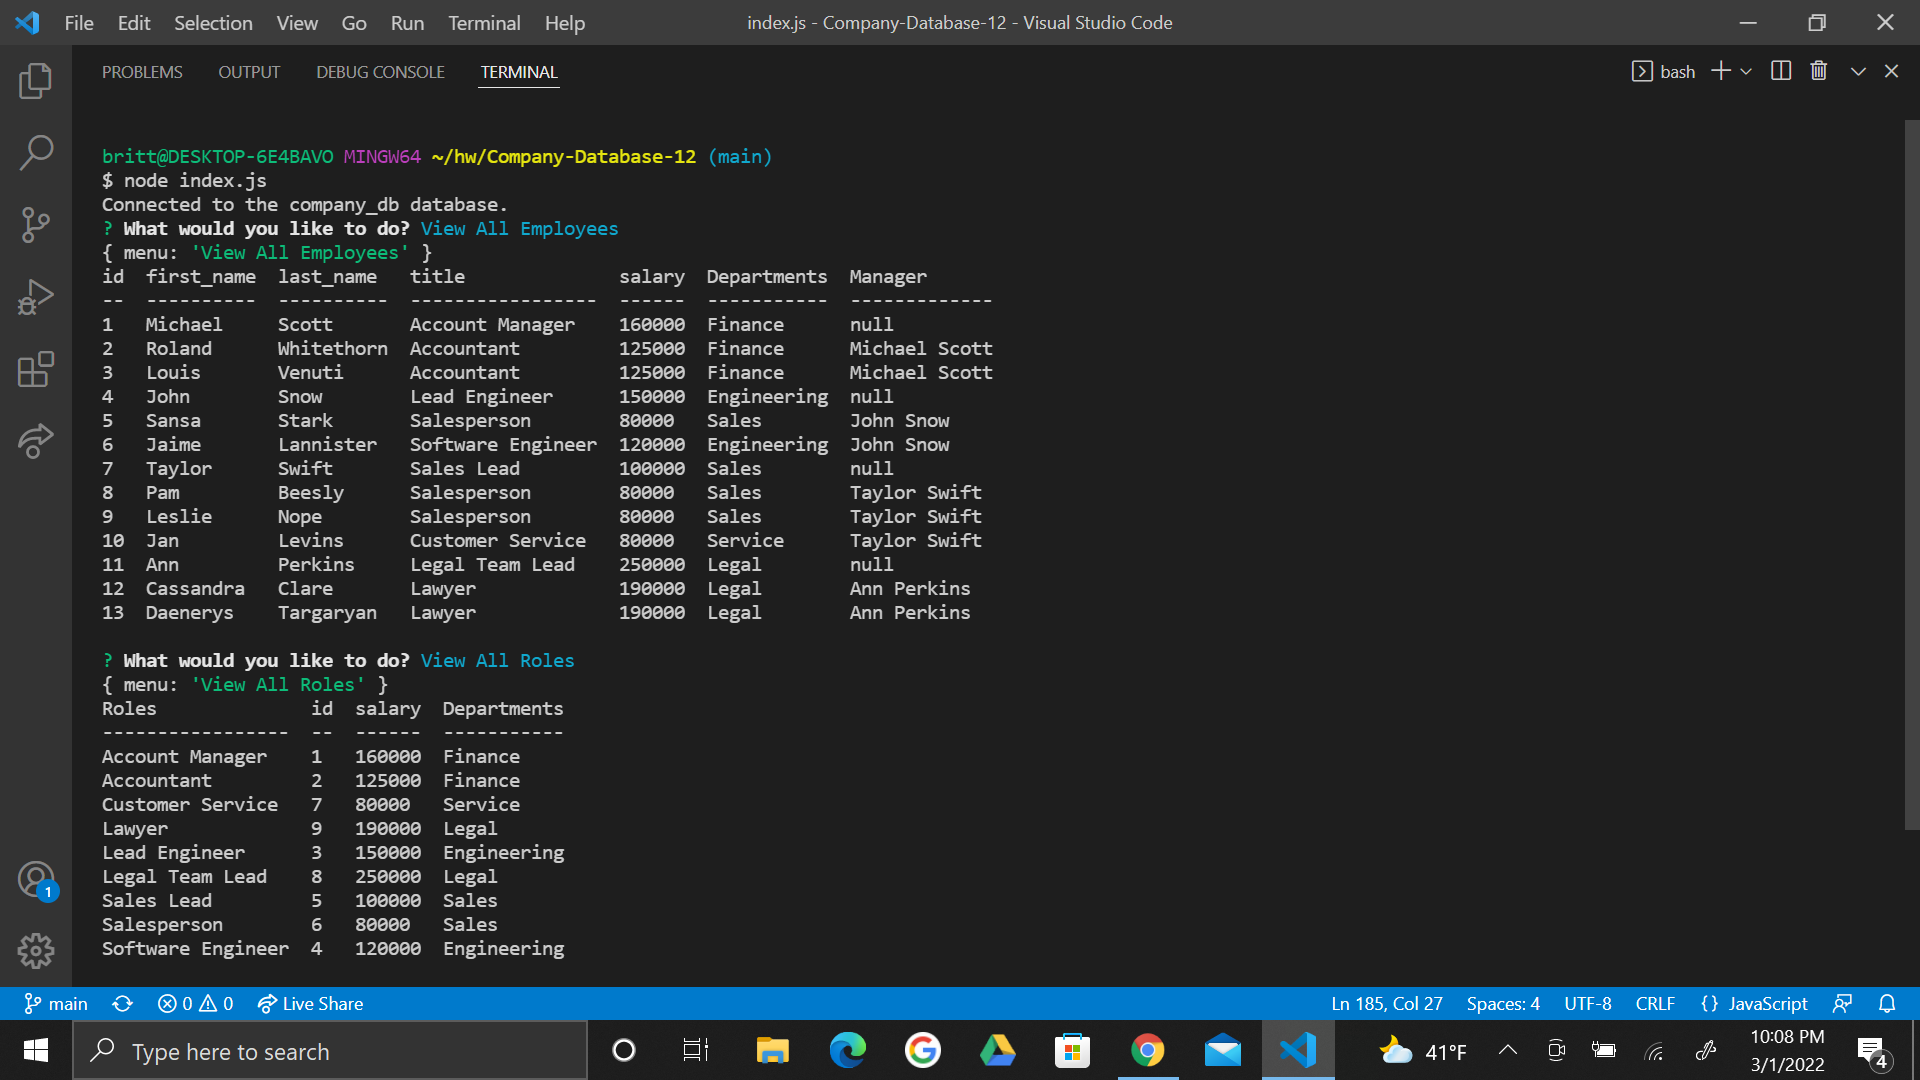 File Edit Selection View Go Run Terminal Help index.js - Company-Database-12 - Visual Studio Code
PROBLEMS OUTPUT DEBUG CONSOLE TERMINAL bash
britt@DESKTOP-6E4BAVO MINGW64 ~/hw/Company-Database-12 (main)
$ node index.js
Connected to the company_db database.
? What would you like to do? View All Employees
{ menu: 'View All Employees' }
id  first_name  last_name   title              salary  Departments  Manager
--  ----------  ----------  -----------------  ------  -----------  -------------
1   Michael     Scott       Account Manager    160000  Finance      null
2   Roland      Whitethorn  Accountant         125000  Finance      Michael Scott
3   Louis       Venuti      Accountant         125000  Finance      Michael Scott
4   John        Snow        Lead Engineer      150000  Engineering  null
5   Sansa       Stark       Salesperson        80000   Sales        John Snow
6   Jaime       Lannister   Software Engineer  120000  Engineering  John Snow
7   Taylor      Swift       Sales Lead         100000  Sales        null
8   Pam         Beesly      Salesperson        80000   Sales        Taylor Swift
9   Leslie      Nope        Salesperson        80000   Sales        Taylor Swift
10  Jan         Levins      Customer Service   80000   Service      Taylor Swift
11  Ann         Perkins     Legal Team Lead    250000  Legal        null
12  Cassandra   Clare       Lawyer             190000  Legal        Ann Perkins
13  Daenerys    Targaryan   Lawyer             190000  Legal        Ann Perkins
? What would you like to do? View All Roles
{ menu: 'View All Roles' }
Roles              id  salary  Departments
-----------------  --  ------  -----------
Account Manager    1   160000  Finance
Accountant         2   125000  Finance
Customer Service   7   80000   Service
Lawyer             9   190000  Legal
Lead Engineer      3   150000  Engineering
Legal Team Lead    8   250000  Legal
Sales Lead         5   100000  Sales
Salesperson        6   80000   Sales
Software Engineer  4   120000  Engineering
1
main 0 0 Live Share Ln 185, Col 27 Spaces: 4 UTF-8 CRLF {} JavaScript
Type here to search 41°F 10:08 PM
3/1/2022 4